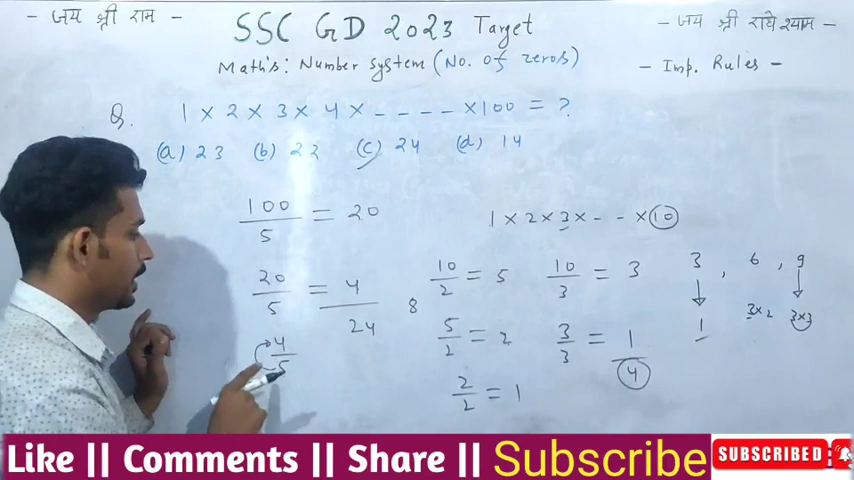 - जय श्री राम -
SSC GD 2023 Target
- जय श्री राधे श्याम -
Math's: Number system (No. of zeros)
- Imp. Rules -
Q. 1 × 2 × 3 × 4 × - - - - - × 100 = ?
(a) 23 (b) 22 (c) 24 (d) 14
100/5 = 20
20/5 = 4
24
4/5
1 × 2 × 3 × - - - × 10
10/2 = 5
8
5/2 = 2
2/2 = 1
10/3 = 3
3/3 = 1
4
3, 6, 9
1 3×2 3×3
Like || Comments || Share || Subscribe
SUBSCRIBED